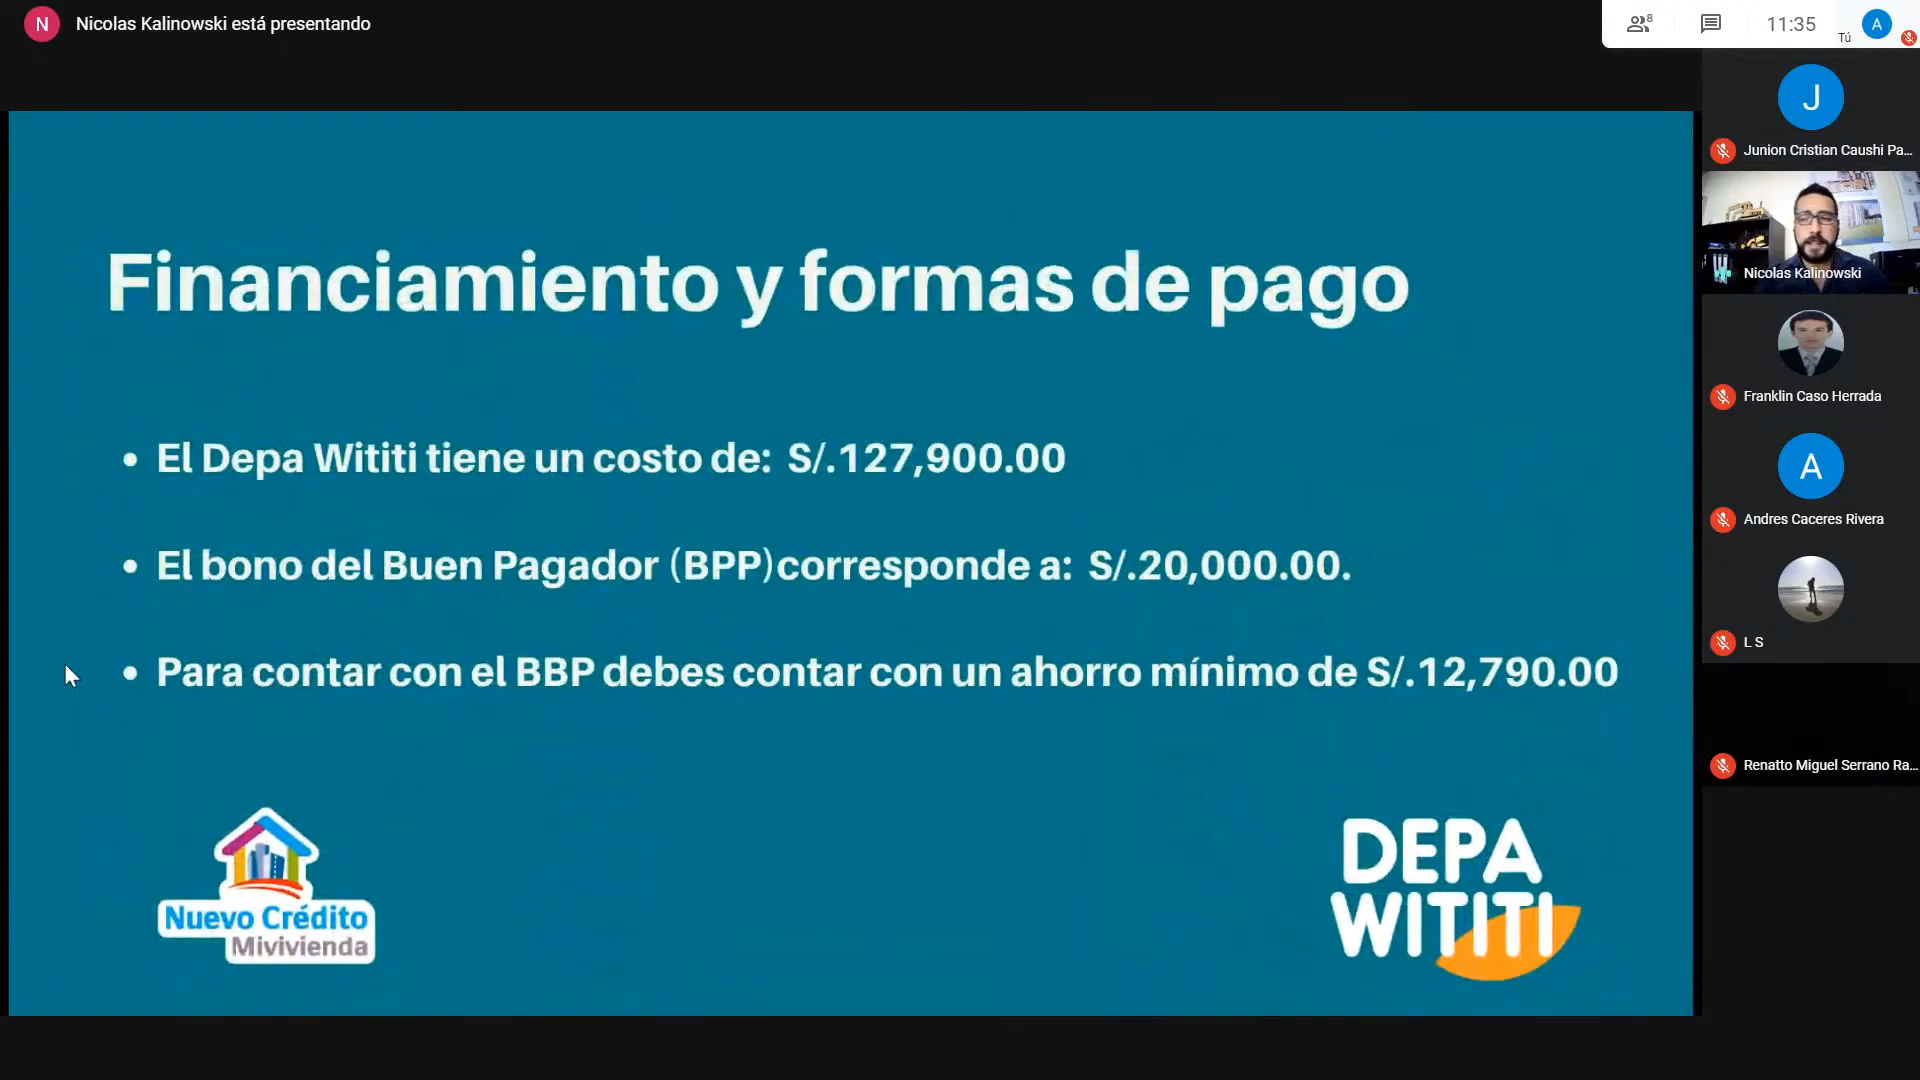 N
Nicolas Kalinowski está presentando
8
11:35
Tú
A
J
Junion Cristian Caushi Pa...
Nicolas Kalinowski
Franklin Caso Herrada
A
Andres Caceres Rivera
L S
Renatto Miguel Serrano Ra...
Financiamiento y formas de pago
• El Depa Wititi tiene un costo de: S/.127,900.00
• El bono del Buen Pagador (BPP)corresponde a: S/.20,000.00.
• Para contar con el BBP debes contar con un ahorro mínimo de S/.12,790.00
Nuevo Crédito
Mivivienda
DEPA
WITITI